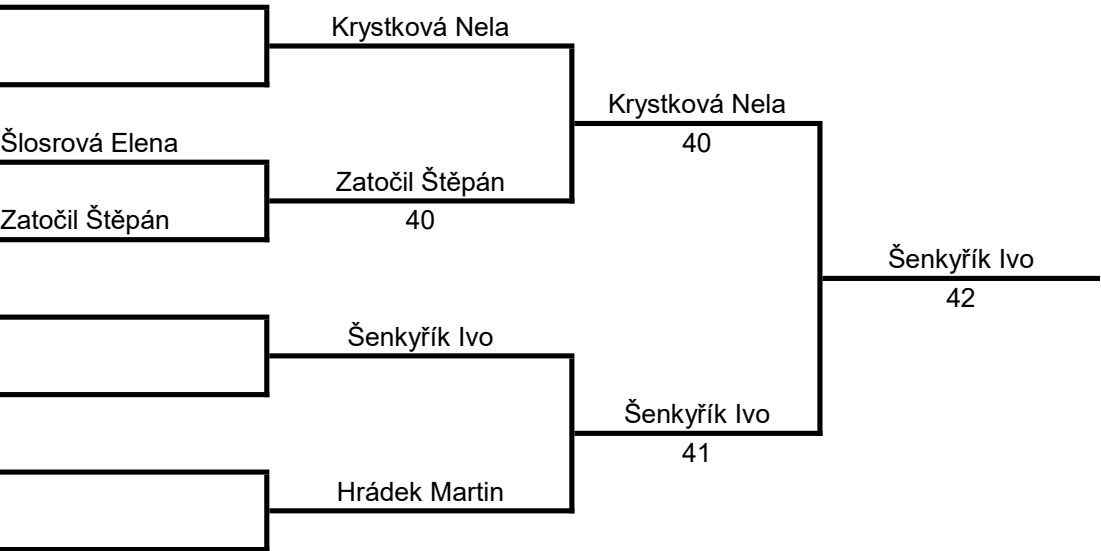 Krystková Nela
Krystková Nela
40
Šlosrová Elena
Zatočil Štěpán
Zatočil Štěpán
40
Šenkyřík Ivo
42
Šenkyřík Ivo
Šenkyřík Ivo
41
Hrádek Martin